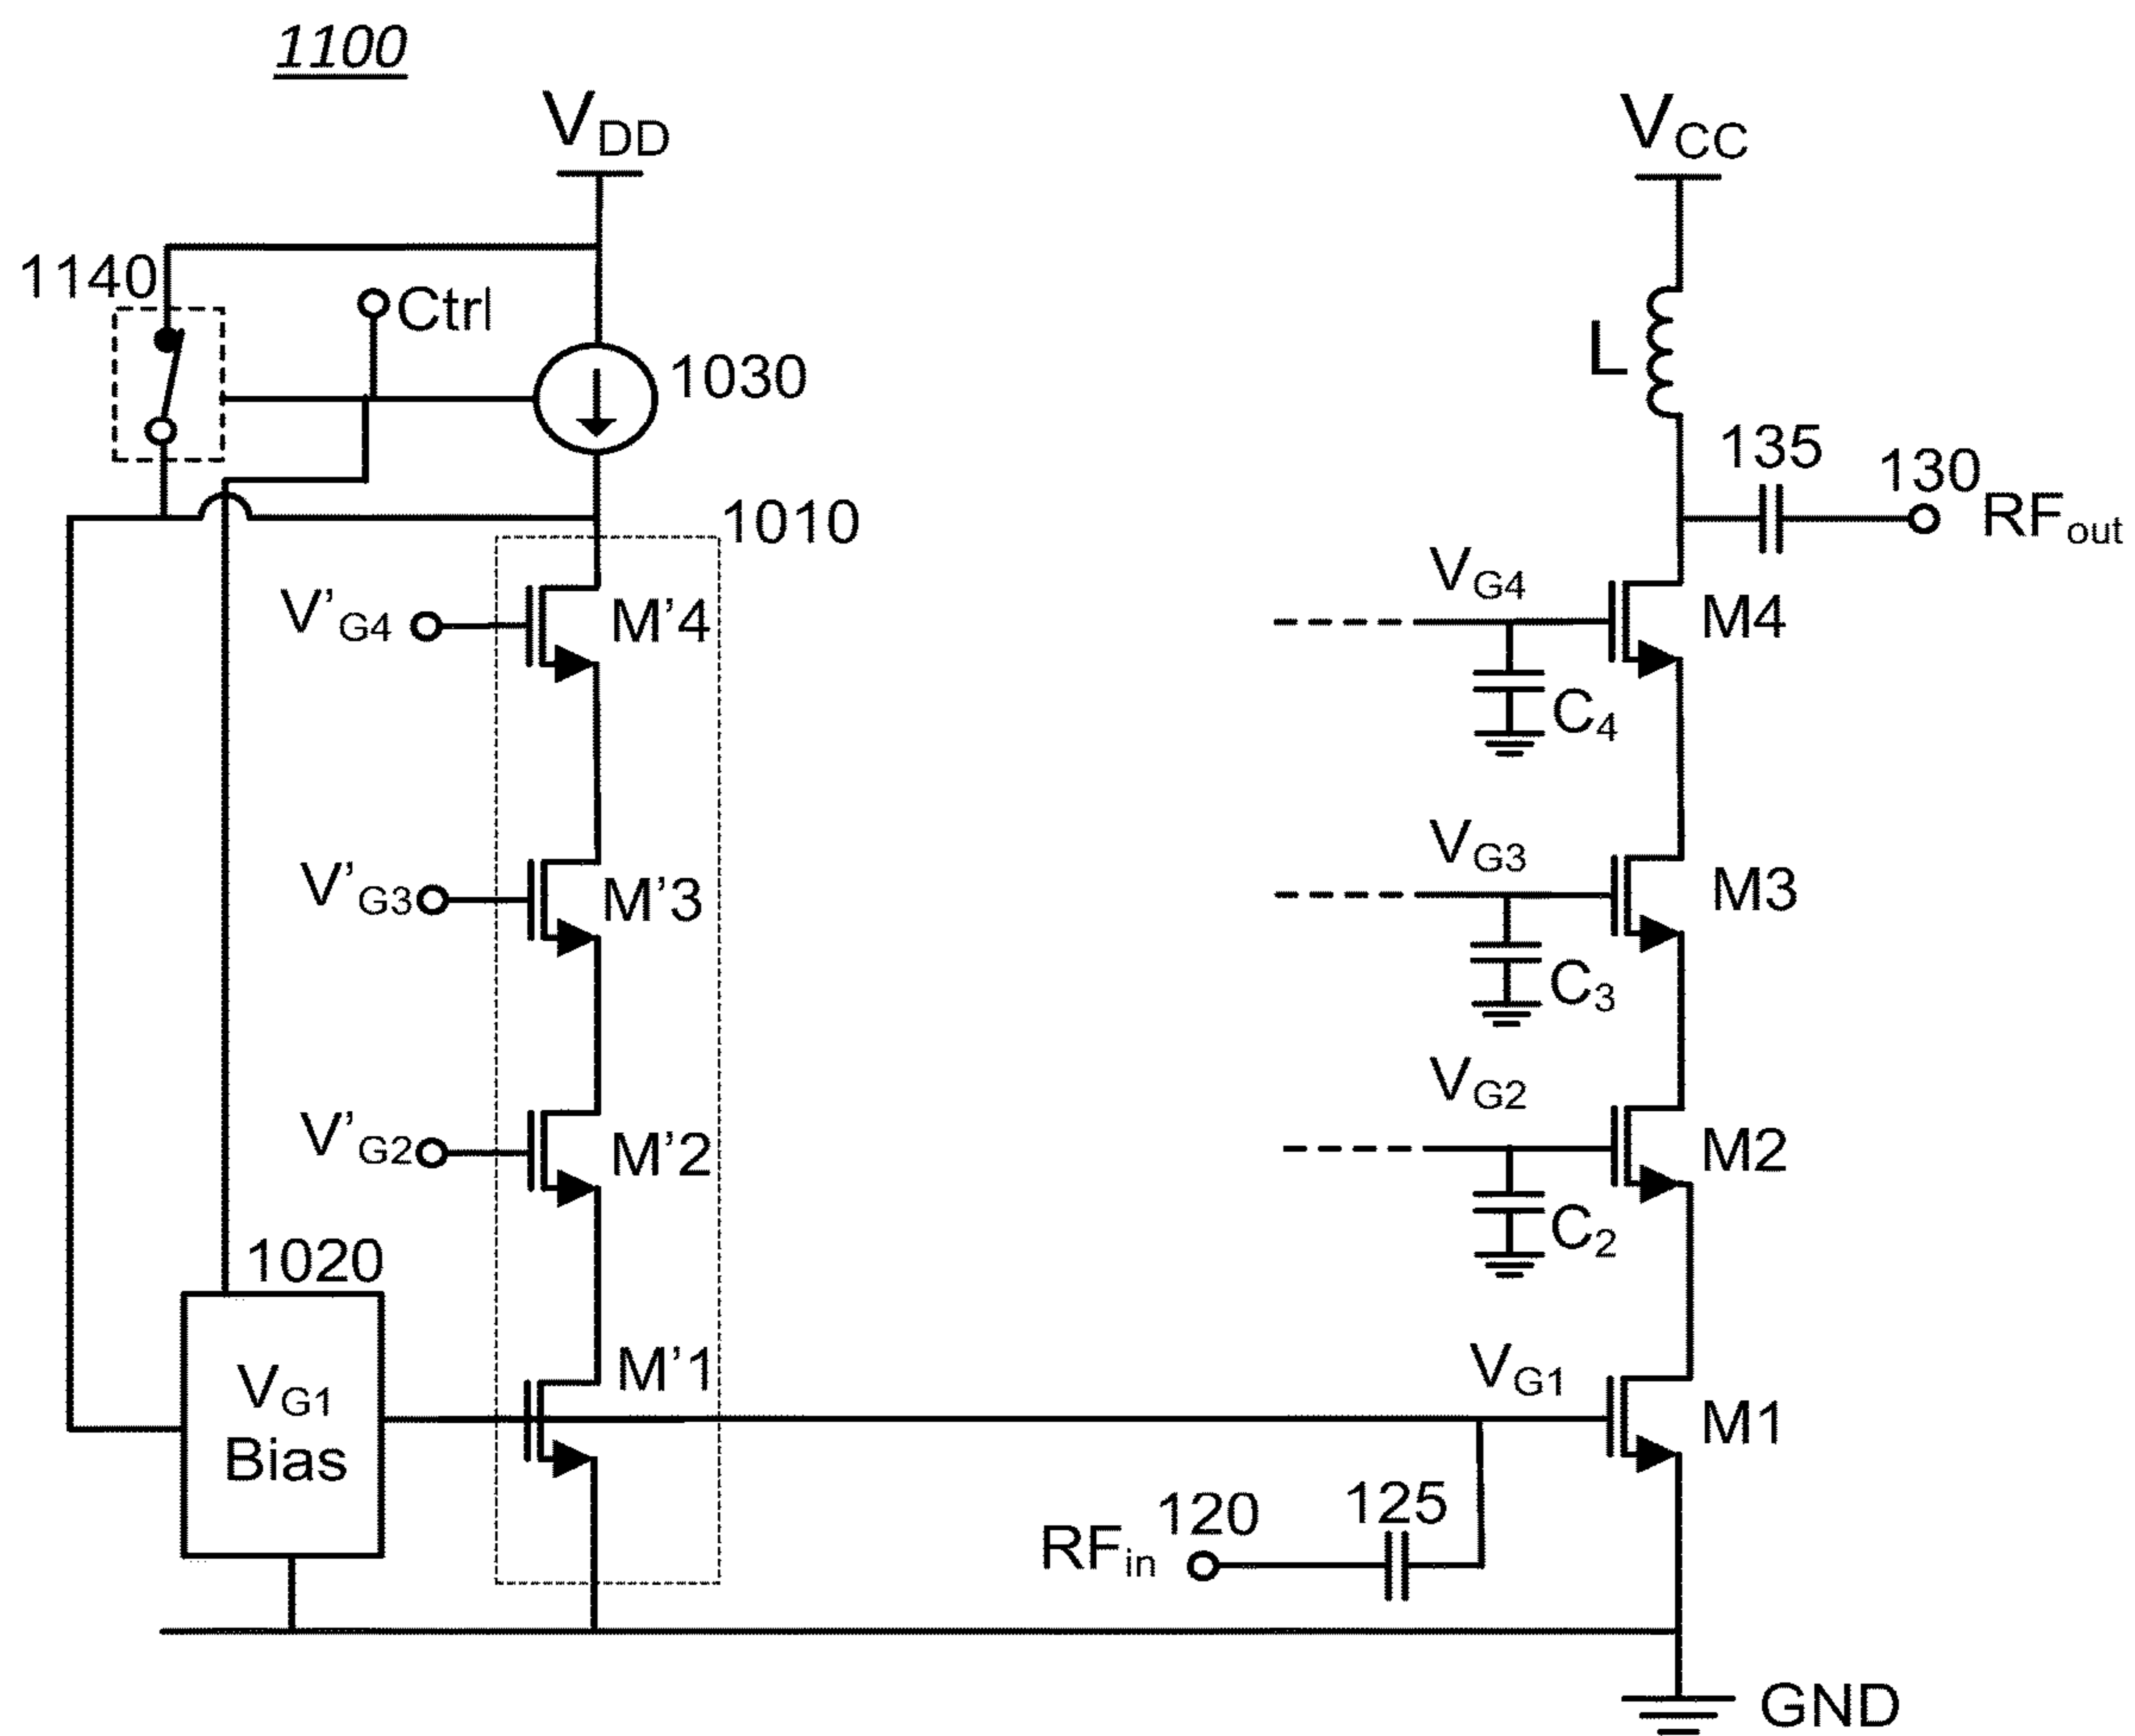 1100
VDD
VCC
1140
Ctrl
1030
L
135
130
RFout
1010
V'G4
M'4
VG4
M4
C4
V'G3
M'3
VG3
M3
C3
V'G2
M'2
VG2
M2
C2
1020
VG1
Bias
M'1
VG1
M1
RFin
120
125
GND